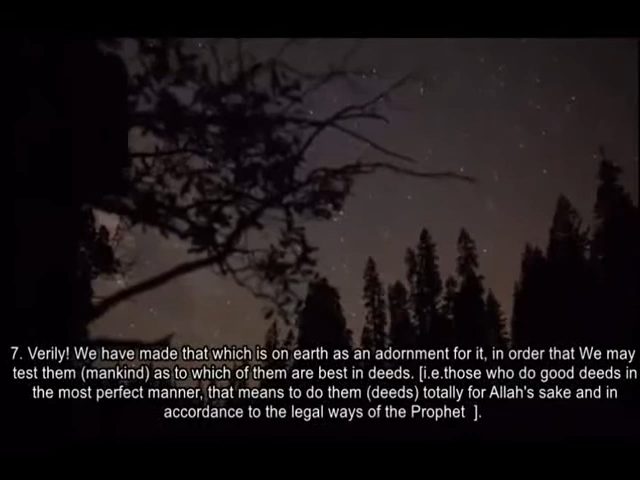 7. Verily! We have made that which is on earth as an adornment for it, in order that We may
test them (mankind) as to which of them are best in deeds. [i.e.those who do good deeds in
the most perfect manner, that means to do them (deeds) totally for Allah's sake and in
accordance to the legal ways of the Prophet  ].